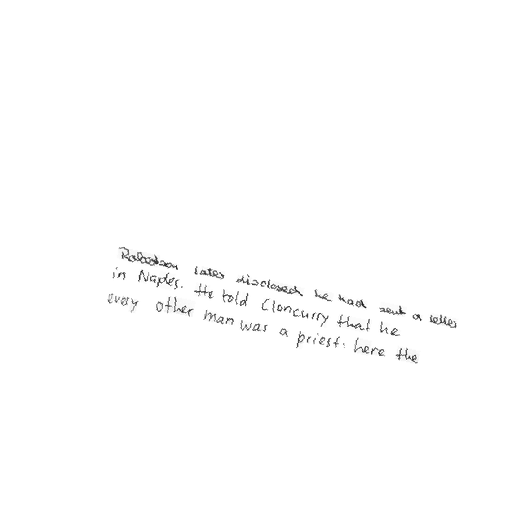 Robertson later disclosed he had sent a letter
in Naples. He told Cloncurry that he
every other man was a priest: here the